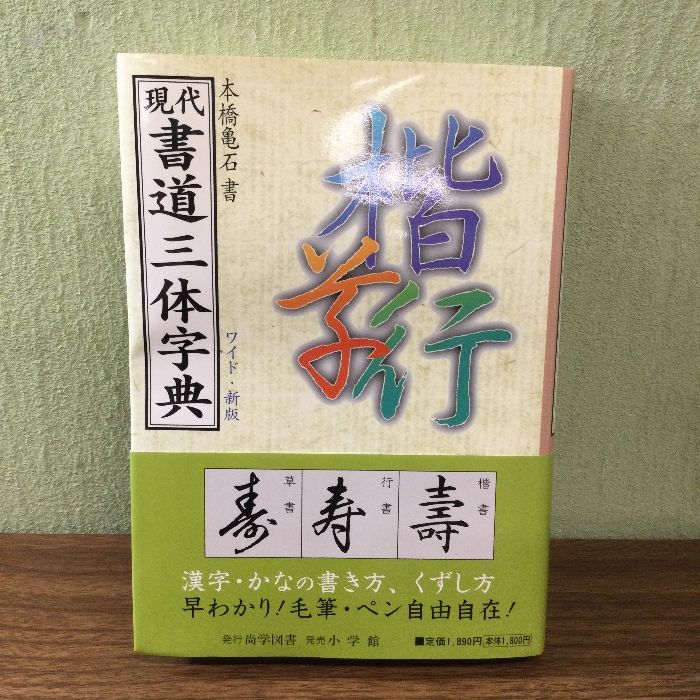 本橋亀石 書
現代
書道三体字典
ワイド・新版
楷
行
草
楷書
壽
行書
寿
草書
寿
漢字・かなの書き方、くずし方
早わかり!毛筆・ペン自由自在!
発行 尚学図書 発売 小学館
■定価1,890円 本体1,800円